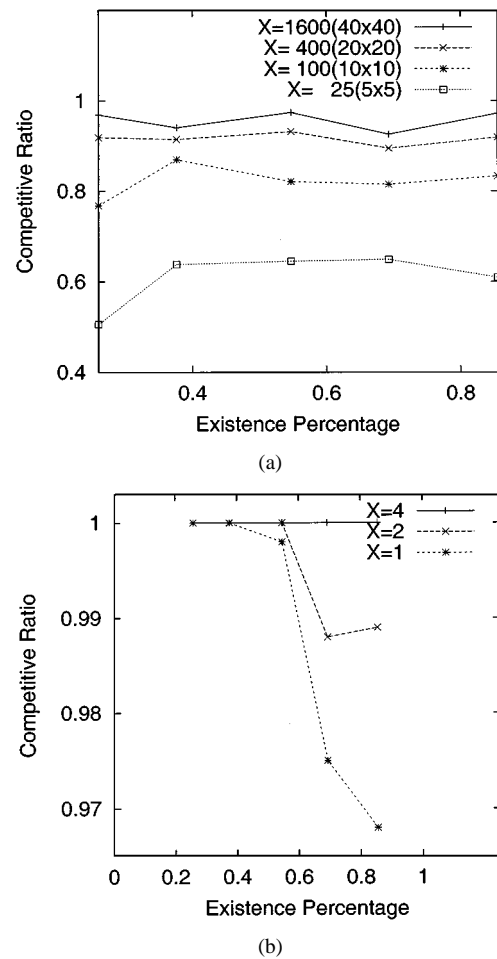 X=1600(40x40)
X= 400(20x20)
X= 100(10x10)
X= 25(5x5)
1
0.8
0.6
0.4
Competitive Ratio
0.4 0.6 0.8
Existence Percentage
(a)
X=4
X=2
X=1
1
0.99
0.98
0.97
Competitive Ratio
0 0.2 0.4 0.6 0.8 1
Existence Percentage
(b)